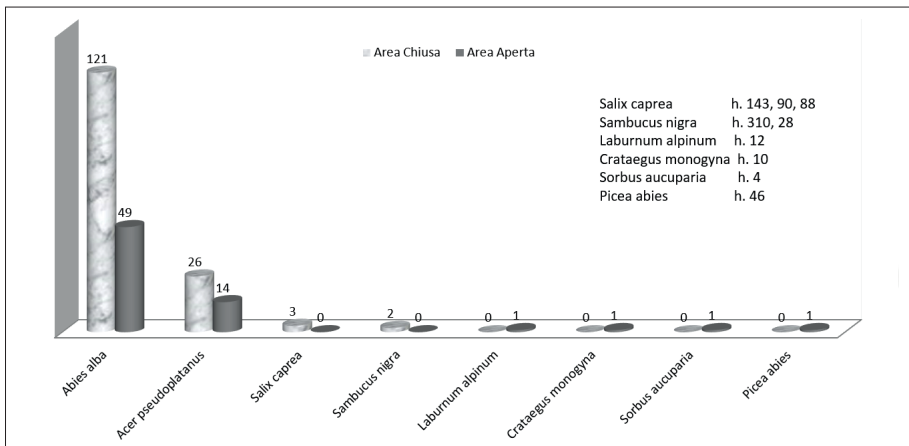 Area Chiusa Area Aperta
121
49
26
14
3 0
2 0
0 1
0 1
0 1
0 1
Salix caprea h. 143, 90, 88
Sambucus nigra h. 310, 28
Laburnum alpinum h. 12
Crataegus monogyna h. 10
Sorbus aucuparia h. 4
Picea abies h. 46
Abies alba
Acer pseudoplatanus
Salix caprea
Sambucus nigra
Laburnum alpinum
Crataegus monogyna
Sorbus aucuparia
Picea abies